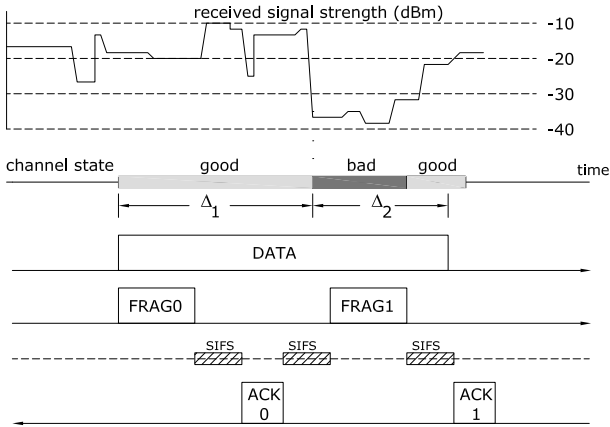 received signal strength (dBm)
-10
-20
-30
-40
channel state good bad good time
Δ1 Δ2
DATA
FRAG0 FRAG1
SIFS SIFS SIFS
ACK 0
ACK 1